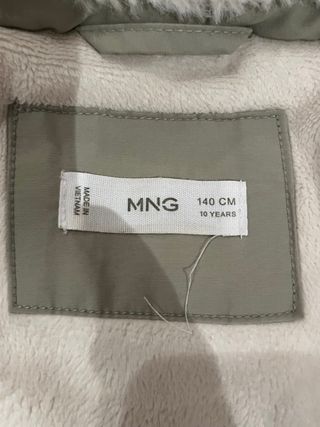 MADE IN
VIETNAM
MNG
140 CM
10 YEARS